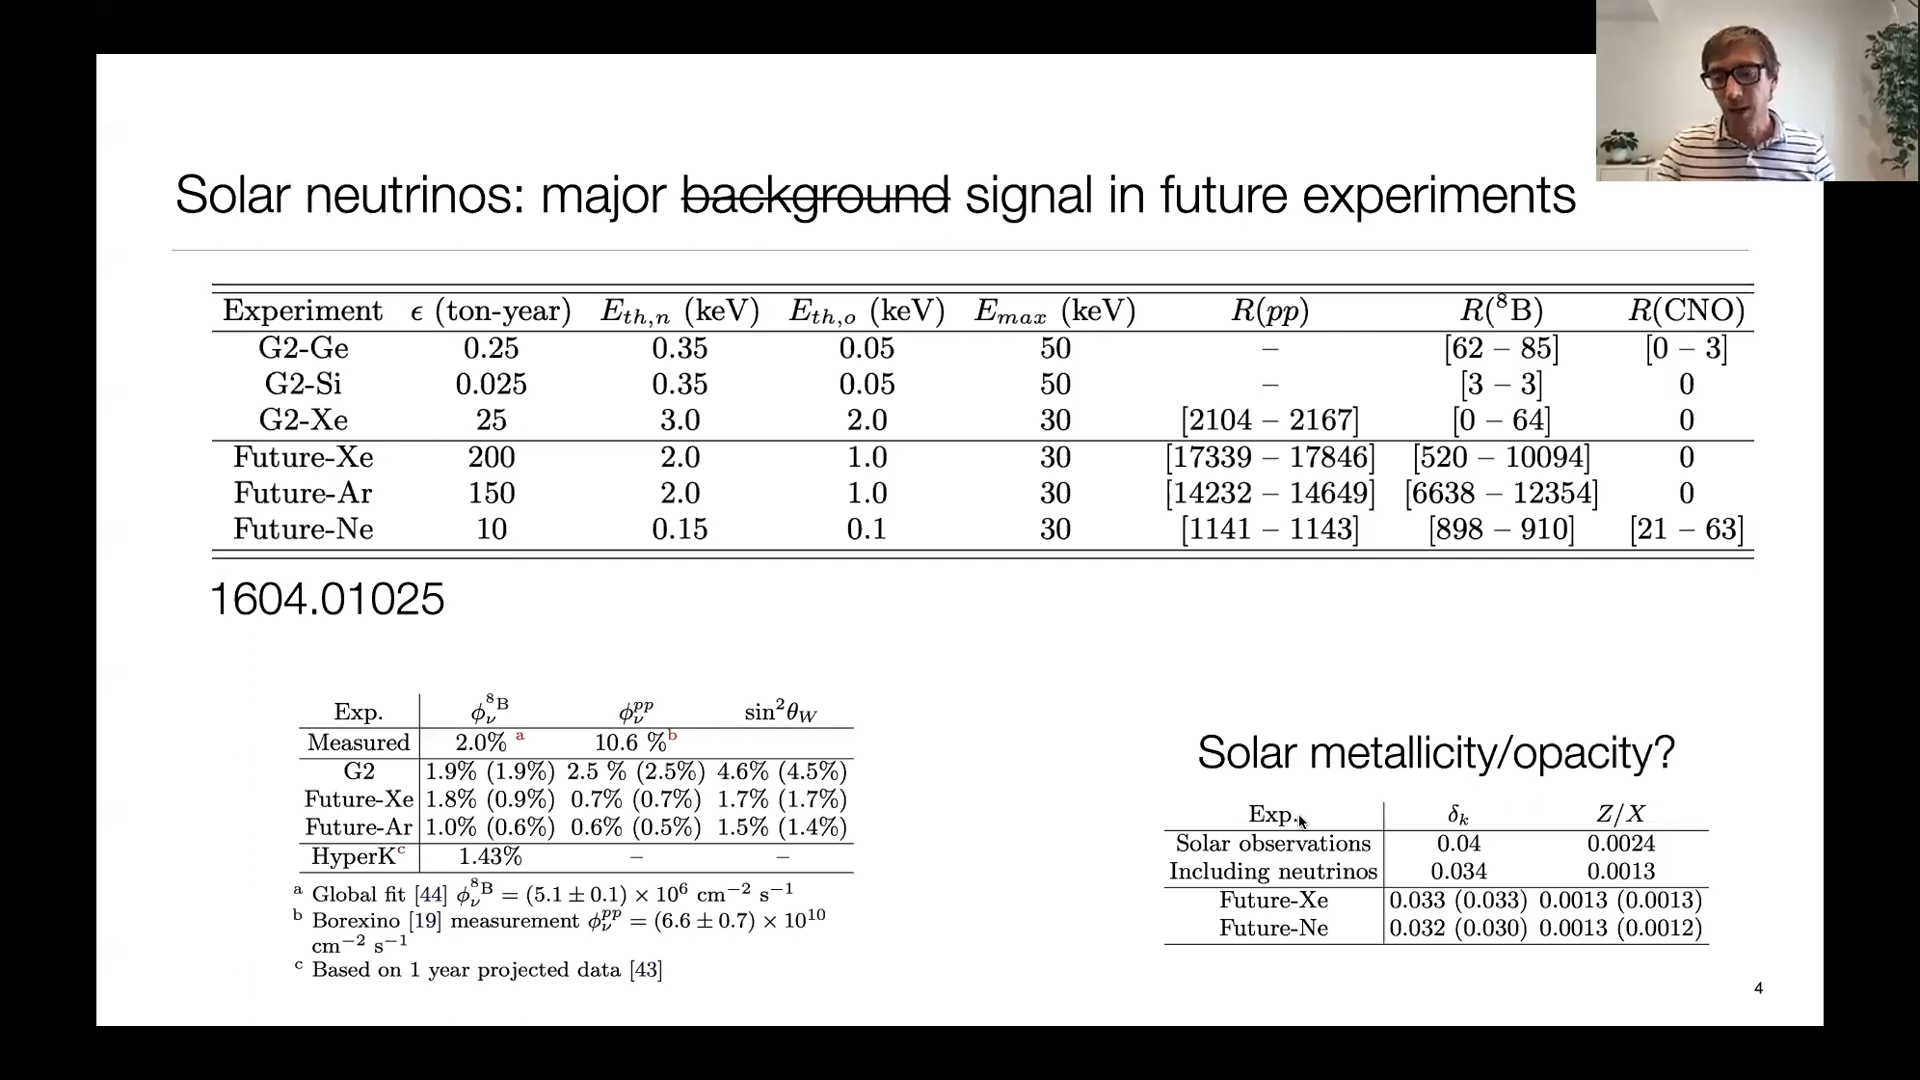 Solar neutrinos: major background signal in future experiments
Experiment ϵ (ton-year) E_{th,n} (keV) E_{th,o} (keV) E_{max} (keV) R(pp) R(⁸B) R(CNO)
G2-Ge 0.25 0.35 0.05 50 – [62 – 85] [0 – 3]
G2-Si 0.025 0.35 0.05 50 – [3 – 3] 0
G2-Xe 25 3.0 2.0 30 [2104 – 2167] [0 – 64] 0
Future-Xe 200 2.0 1.0 30 [17339 – 17846] [520 – 10094] 0
Future-Ar 150 2.0 1.0 30 [14232 – 14649] [6638 – 12354] 0
Future-Ne 10 0.15 0.1 30 [1141 – 1143] [898 – 910] [21 – 63]
1604.01025
Exp. ϕ_ν^{⁸B} ϕ_ν^{pp} sin²θ_W
Measured 2.0% ᵃ 10.6 %ᵇ
G2 1.9% (1.9%) 2.5 % (2.5%) 4.6% (4.5%)
Future-Xe 1.8% (0.9%) 0.7% (0.7%) 1.7% (1.7%)
Future-Ar 1.0% (0.6%) 0.6% (0.5%) 1.5% (1.4%)
HyperKᶜ 1.43% – –
ᵃ Global fit [44] ϕ_ν^{⁸B} = (5.1 ± 0.1) × 10⁶ cm⁻² s⁻¹
ᵇ Borexino [19] measurement ϕ_ν^{pp} = (6.6 ± 0.7) × 10¹⁰
cm⁻² s⁻¹
ᶜ Based on 1 year projected data [43]
Solar metallicity/opacity?
Exp. δ_k Z/X
Solar observations 0.04 0.0024
Including neutrinos 0.034 0.0013
Future-Xe 0.033 (0.033) 0.0013 (0.0013)
Future-Ne 0.032 (0.030) 0.0013 (0.0012)
4